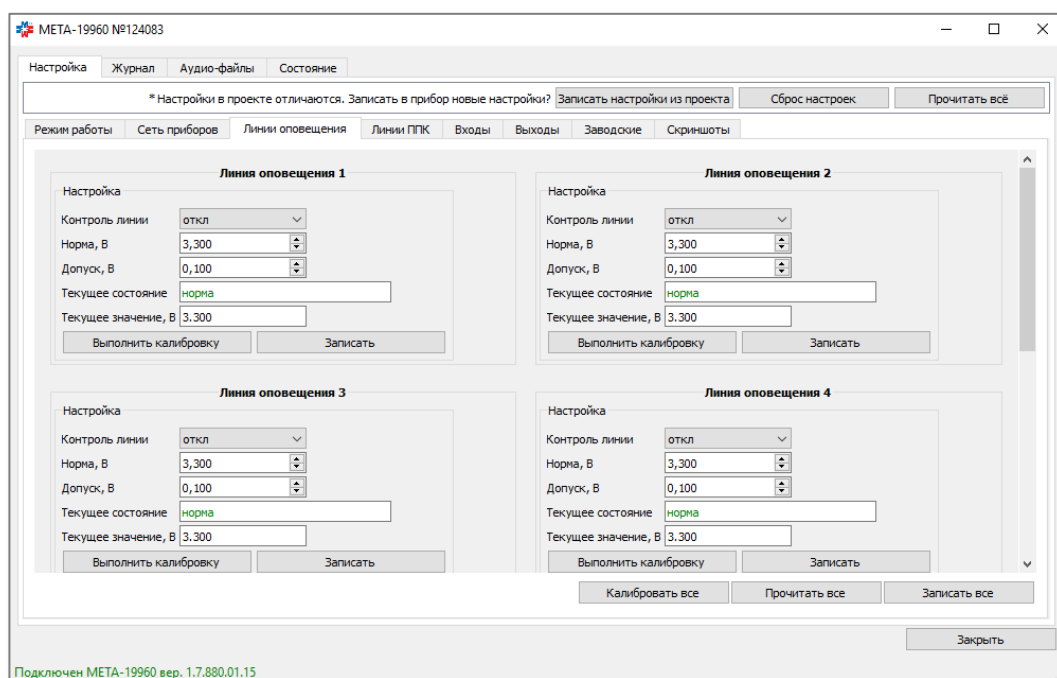 МЕТА-19960 №124083
Настройка Журнал Аудио-файлы Состояние
* Настройки в проекте отличаются. Записать в прибор новые настройки? Записать настройки из проекта Сброс настроек Прочитать всё
Режим работы Сеть приборов Линии оповещения Линии ППК Входы Выходы Заводские Скриншоты
Линия оповещения 1
Настройка
Контроль линии откл
Норма, В 3,300
Допуск, В 0,100
Текущее состояние норма
Текущее значение, В 3.300
Выполнить калибровку Записать
Линия оповещения 2
Настройка
Контроль линии откл
Норма, В 3,300
Допуск, В 0,100
Текущее состояние норма
Текущее значение, В 3.300
Выполнить калибровку Записать
Линия оповещения 3
Настройка
Контроль линии откл
Норма, В 3,300
Допуск, В 0,100
Текущее состояние норма
Текущее значение, В 3.300
Выполнить калибровку Записать
Линия оповещения 4
Настройка
Контроль линии откл
Норма, В 3,300
Допуск, В 0,100
Текущее состояние норма
Текущее значение, В 3.300
Выполнить калибровку Записать
Калибровать все Прочитать все Записать все
Закрыть
Подключен МЕТА-19960 вер. 1.7.880.01.15